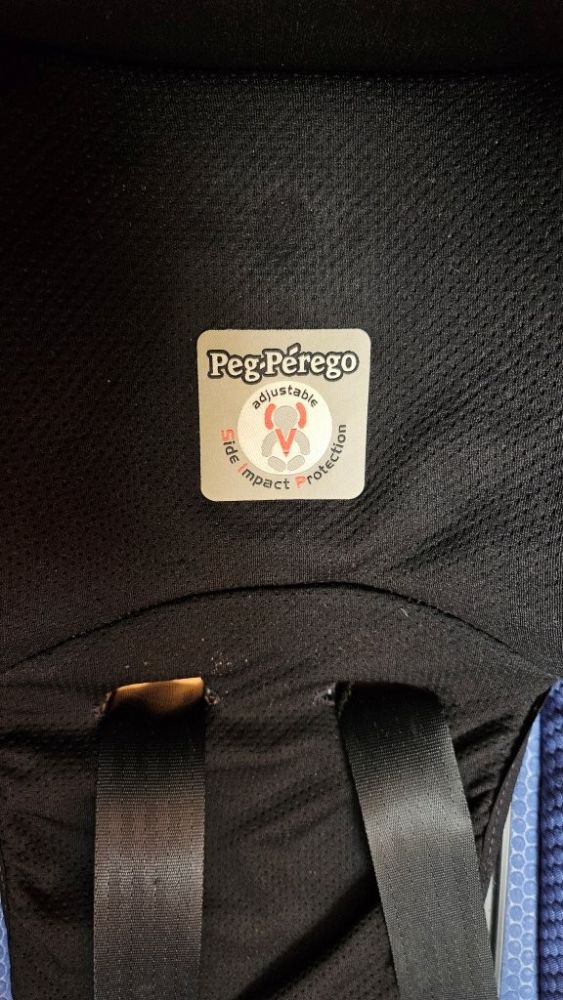 Peg·Pérego
adjustable
Side Impact Protection